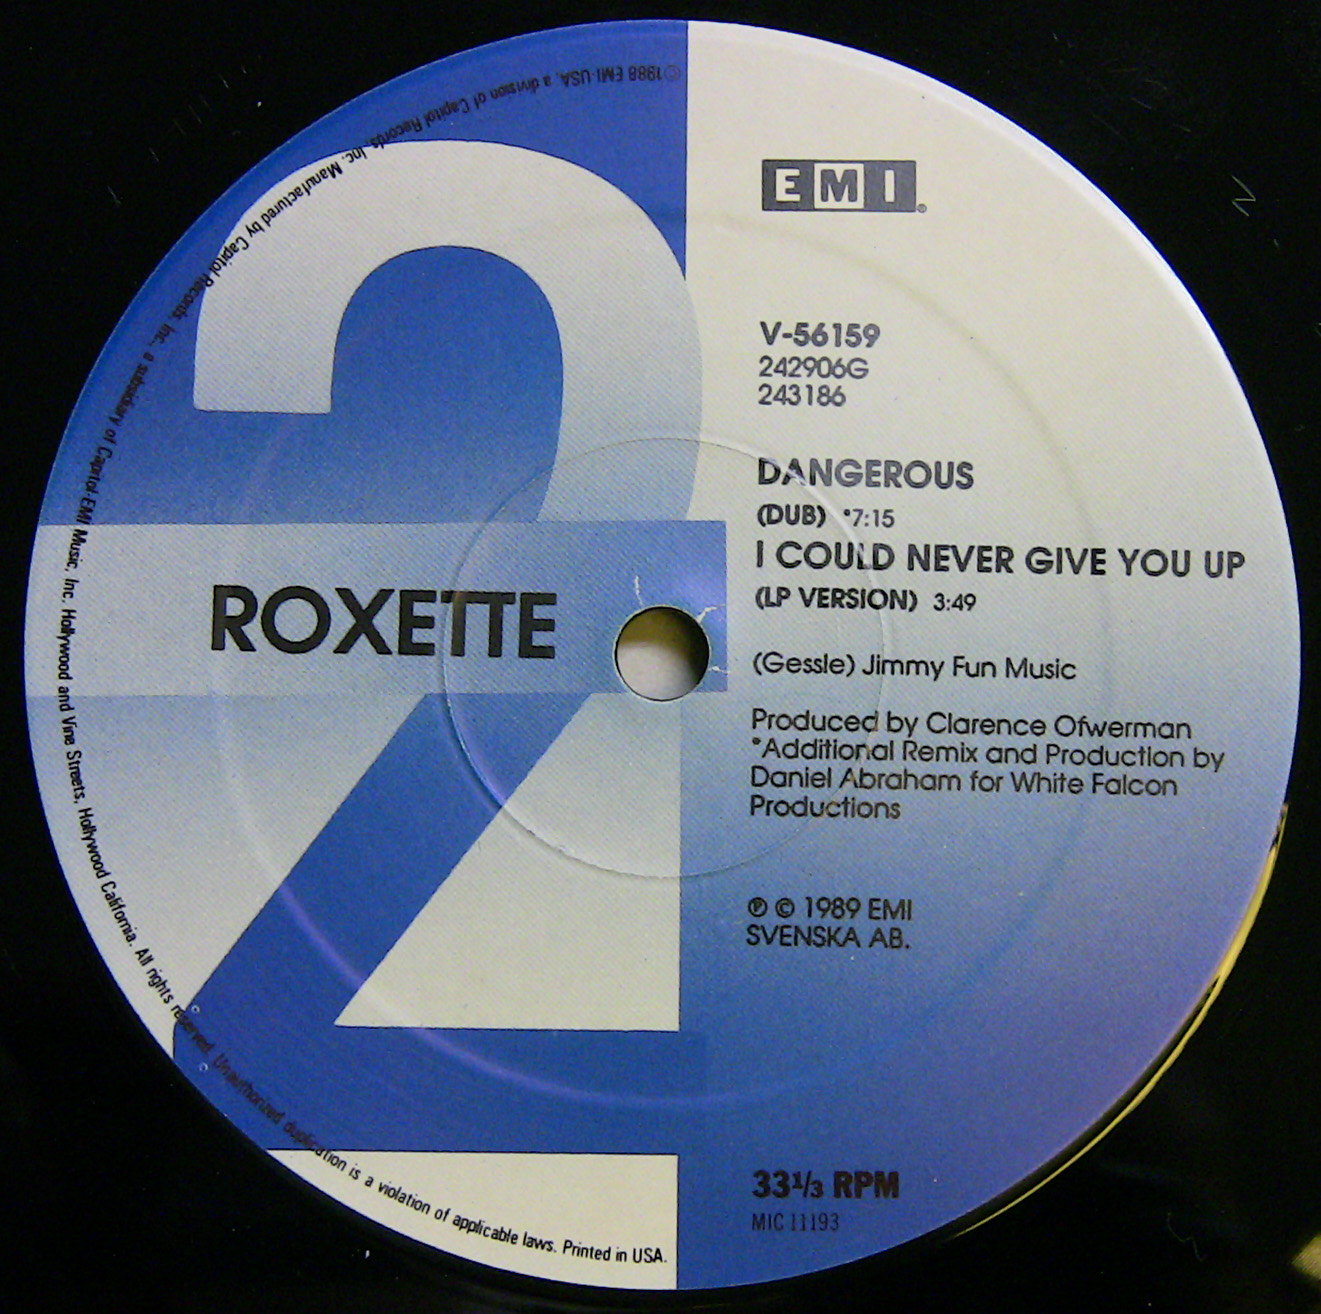 2
EMI®
V-56159
242906G
243186
DANGEROUS
(DUB) *7:15
I COULD NEVER GIVE YOU UP
(LP VERSION) 3:49
ROXETTE
(Gessle) Jimmy Fun Music
Produced by Clarence Ofwerman
*Additional Remix and Production by
Daniel Abraham for White Falcon
Productions
℗ © 1989 EMI
SVENSKA AB.
33⅓ RPM
MIC 11193
©1988 EMI-USA, a division of Capitol Records, Inc. Manufactured by Capitol Records, Inc., a subsidiary of Capitol-EMI Music, Inc. Hollywood and Vine Streets, Hollywood California. All rights reserved. Unauthorized duplication is a violation of applicable laws. Printed in USA.